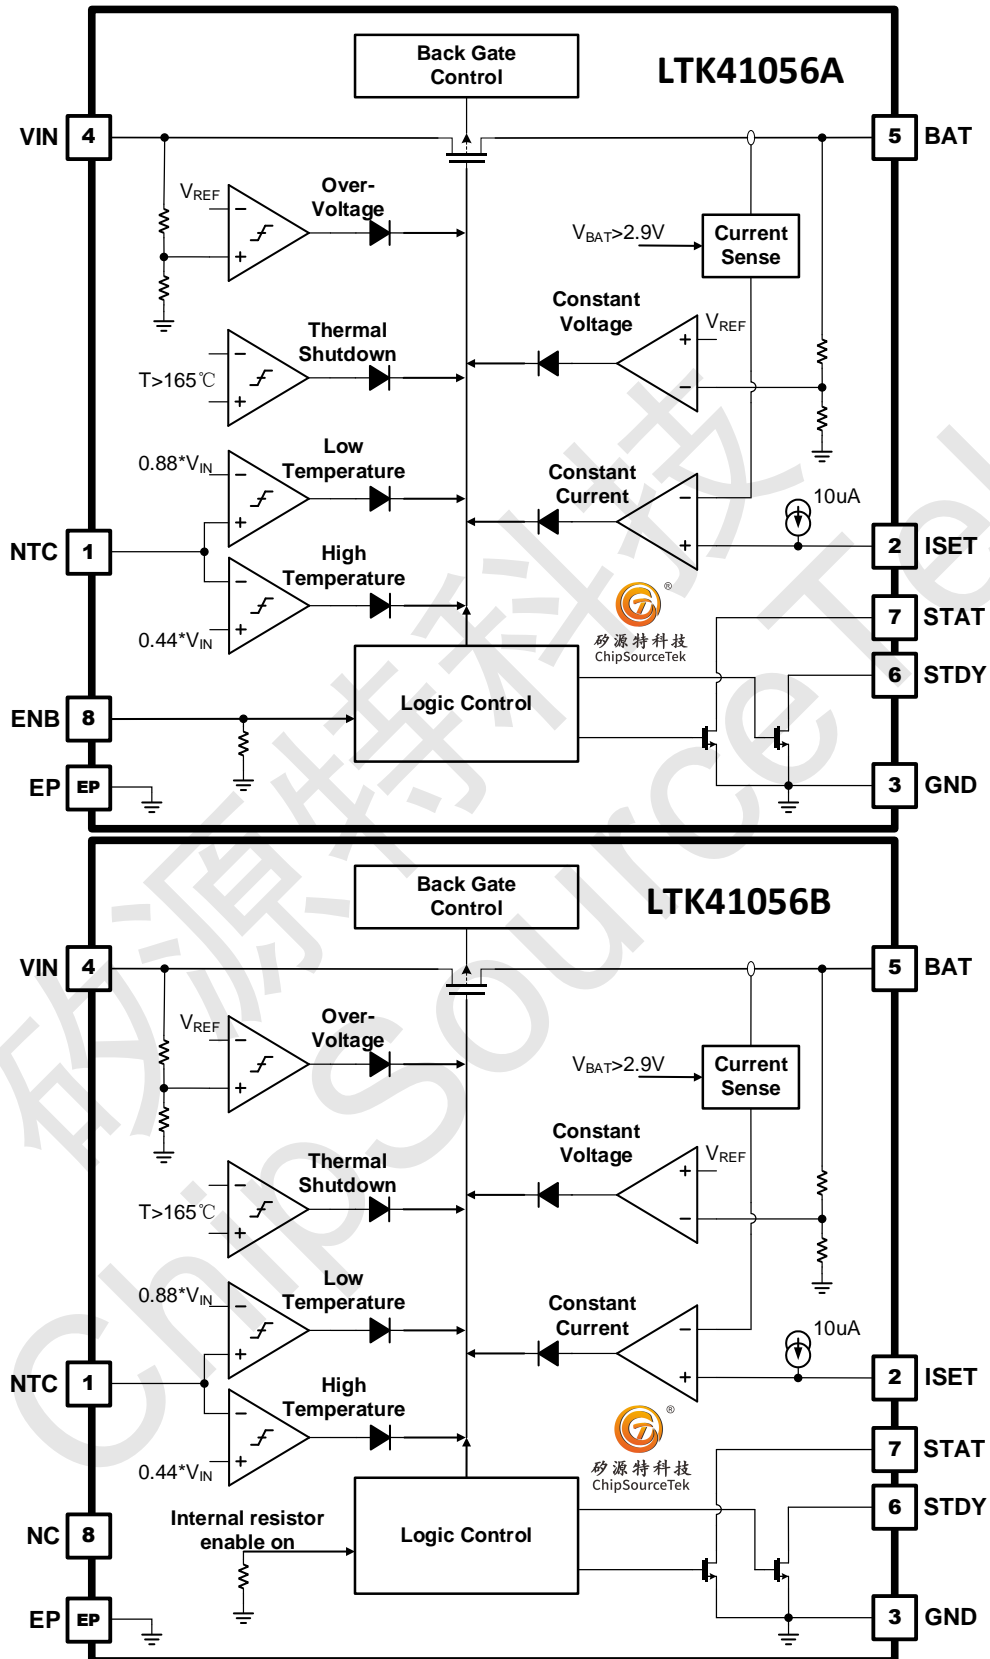 Back Gate
Control
LTK41056A
VIN 4
5 BAT
VREF
Over-
Voltage
VBAT>2.9V
Current
Sense
Constant
Voltage
VREF
Thermal
Shutdown
T>165℃
Low
Temperature
0.88*VIN
Constant
Current
10uA
NTC 1
2 ISET
High
Temperature
0.44*VIN
®
矽源特科技
ChipSourceTek
7 STAT
6 STDY
Logic Control
ENB 8
EP EP
3 GND
Back Gate
Control
LTK41056B
VIN 4
5 BAT
VREF
Over-
Voltage
VBAT>2.9V
Current
Sense
Constant
Voltage
VREF
Thermal
Shutdown
T>165℃
Low
Temperature
0.88*VIN
Constant
Current
10uA
NTC 1
2 ISET
High
Temperature
0.44*VIN
®
矽源特科技
ChipSourceTek
7 STAT
6 STDY
Internal resistor
enable on
Logic Control
NC 8
EP EP
3 GND
矽源特科技
ChipSourceTek